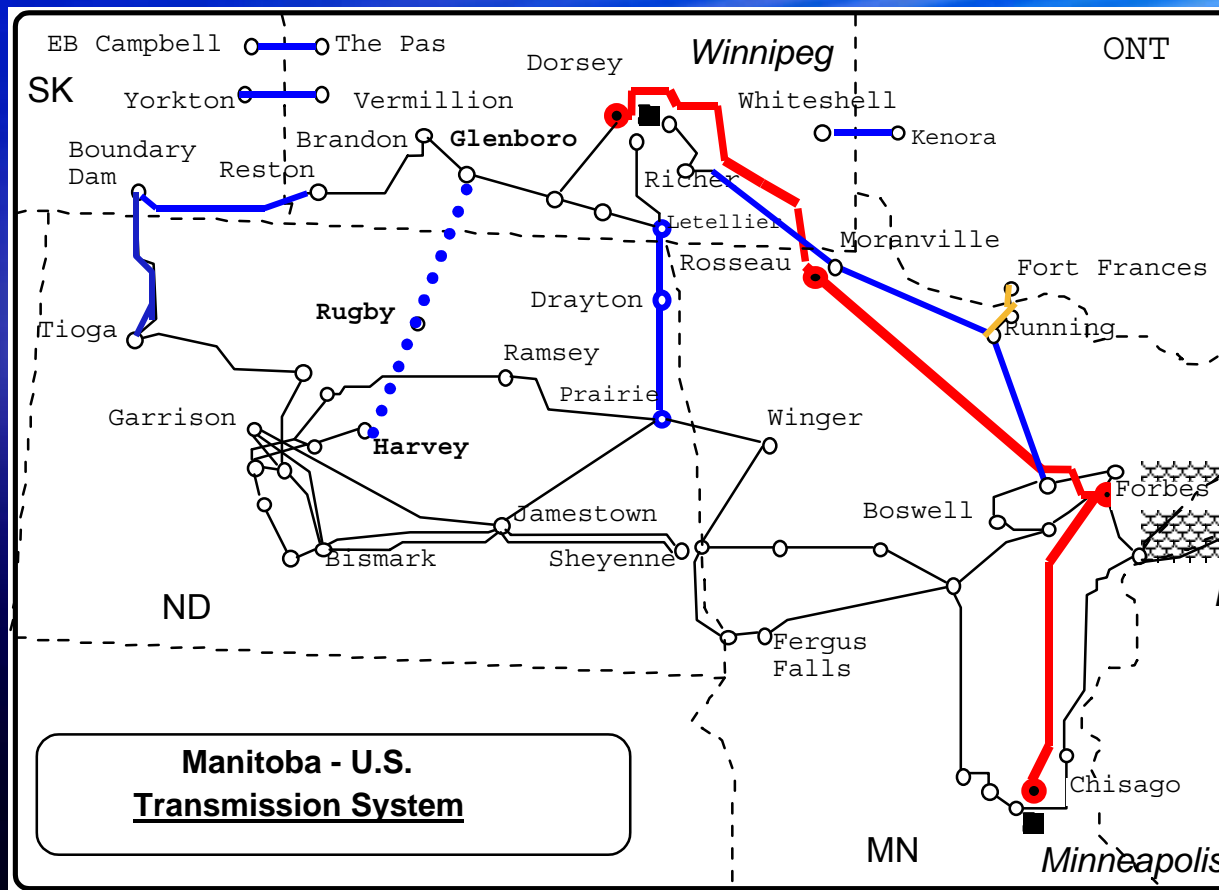 EB Campbell
The Pas
Winnipeg
ONT
Dorsey
SK
Yorkton
Vermillion
Whiteshell
Brandon
Glenboro
Kenora
Boundary
Dam
Reston
Richer
Letellier
Moranville
Rosseau
Fort Frances
Drayton
Rugby
Tioga
Running
Ramsey
Prairie
Garrison
Winger
Harvey
Forbes
Jamestown
Boswell
Bismark
Sheyenne
ND
Fergus
Falls
Manitoba - U.S.
Transmission System
Chisago
MN
Minneapolis